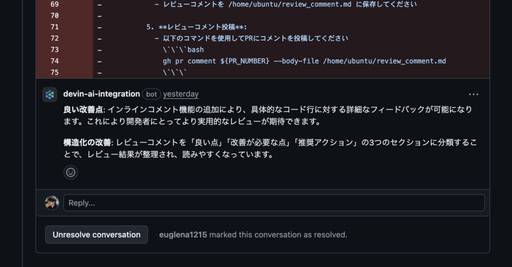 69 - - レビューコメントを /home/ubuntu/review_comment.md に保存してください
70 -
71 - 5. **レビューコメント投稿**:
72 - - 以下のコマンドを使用してPRにコメントを投稿してください
73 - \`\`\`bash
74 - gh pr comment ${PR_NUMBER} --body-file /home/ubuntu/review_comment.md
75 - \`\`\`
devin-ai-integration bot yesterday
良い改善点: インラインコメント機能の追加により、具体的なコード行に対する詳細なフィードバックが可能になり
ます。これにより開発者にとってより実用的なレビューが期待できます。
構造化の改善: レビューコメントを「良い点」「改善が必要な点」「推奨アクション」の3つのセクションに分類するこ
とで、レビュー結果が整理され、読みやすくなっています。
Reply...
Unresolve conversation euglena1215 marked this conversation as resolved.